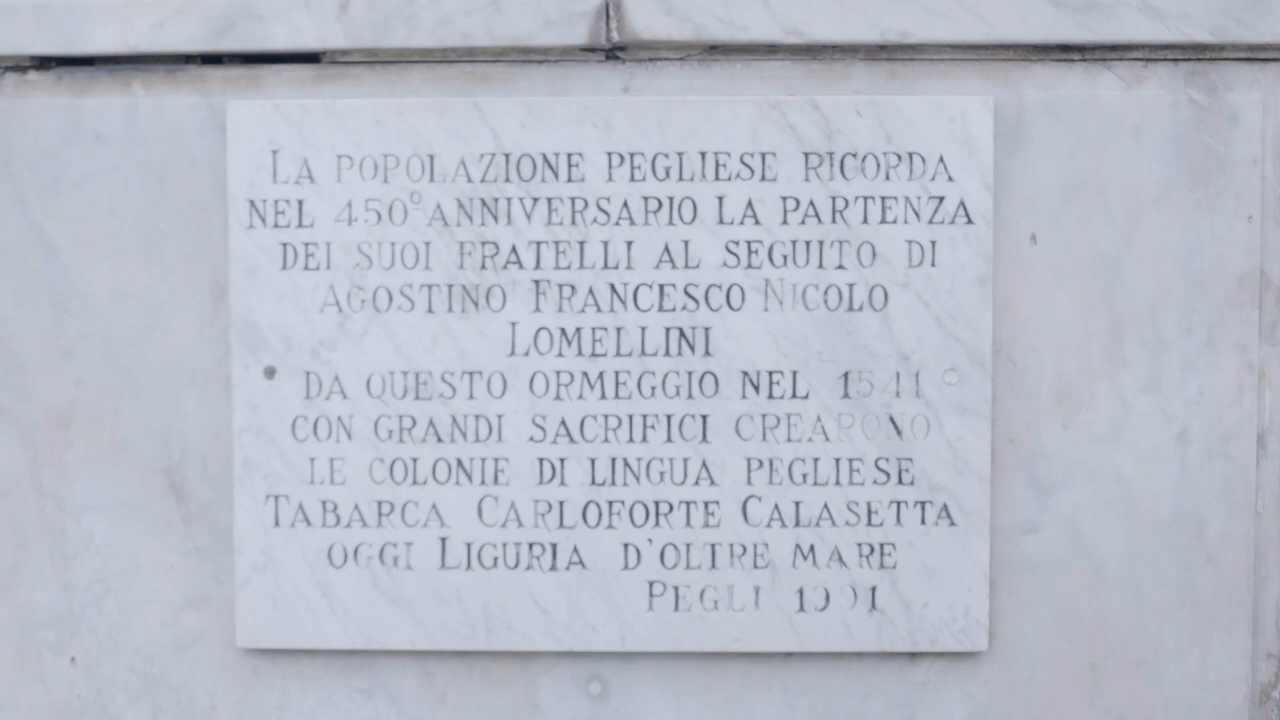 LA POPOLAZIONE PEGLIESE RICORDA
NEL 450º ANNIVERSARIO LA PARTENZA
DEI SUOI FRATELLI AL SEGUITO DI
AGOSTINO FRANCESCO NICOLO
LOMELLINI
DA QUESTO ORMEGGIO NEL 1541
CON GRANDI SACRIFICI CREARONO
LE COLONIE DI LINGUA PEGLIESE
TABARCA CARLOFORTE CALASETTA
OGGI LIGURIA D'OLTRE MARE
PEGLI 1991